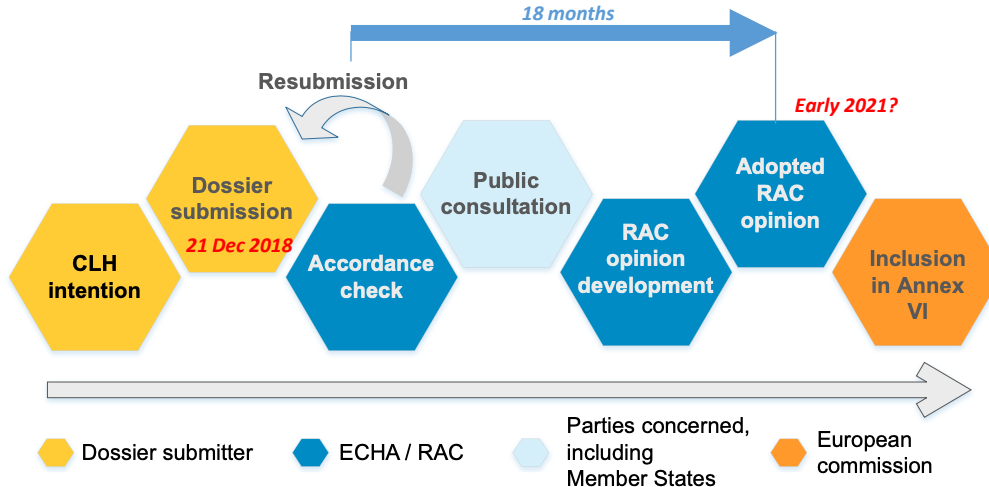 18 months
Resubmission
Early 2021?
Dossier
submission
21 Dec 2018
Public
consultation
Adopted
RAC
opinion
CLH
intention
Accordance
check
RAC
opinion
development
Inclusion
in Annex
VI
Dossier submitter
ECHA / RAC
Parties concerned,
including
Member States
European
commission